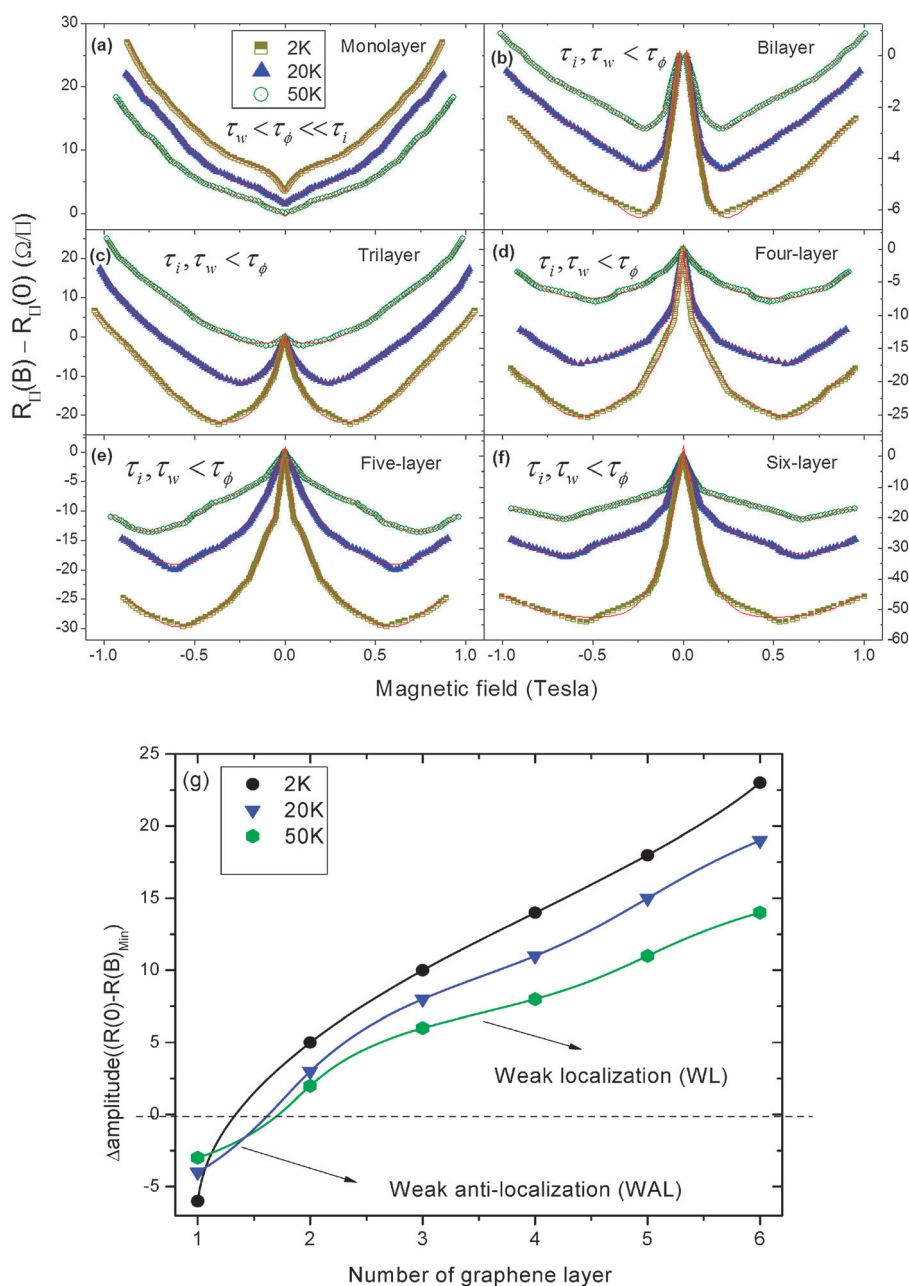 (a)
Monolayer
2K
20K
50K
τw < τϕ << τi
30
20
10
0
(b)
Bilayer
τi, τw < τϕ
0
-2
-4
-6
(c)
Trilayer
τi, τw < τϕ
20
10
0
-10
-20
(d)
Four-layer
τi, τw < τϕ
0
-5
-10
-15
-20
-25
(e)
Five-layer
τi, τw < τϕ
0
-5
-10
-15
-20
-25
-30
(f)
Six-layer
τi, τw < τϕ
0
-10
-20
-30
-40
-50
-60
R□(B) − R□(0) (Ω/□)
-1.0 -0.5 0.0 0.5 1.0 -1.0 -0.5 0.0 0.5 1.0
Magnetic field (Tesla)
(g)
2K
20K
50K
25
20
15
10
5
0
-5
Δamplitude((R(0)-R(B)Min)
Weak localization (WL)
Weak anti-localization (WAL)
1 2 3 4 5 6
Number of graphene layer